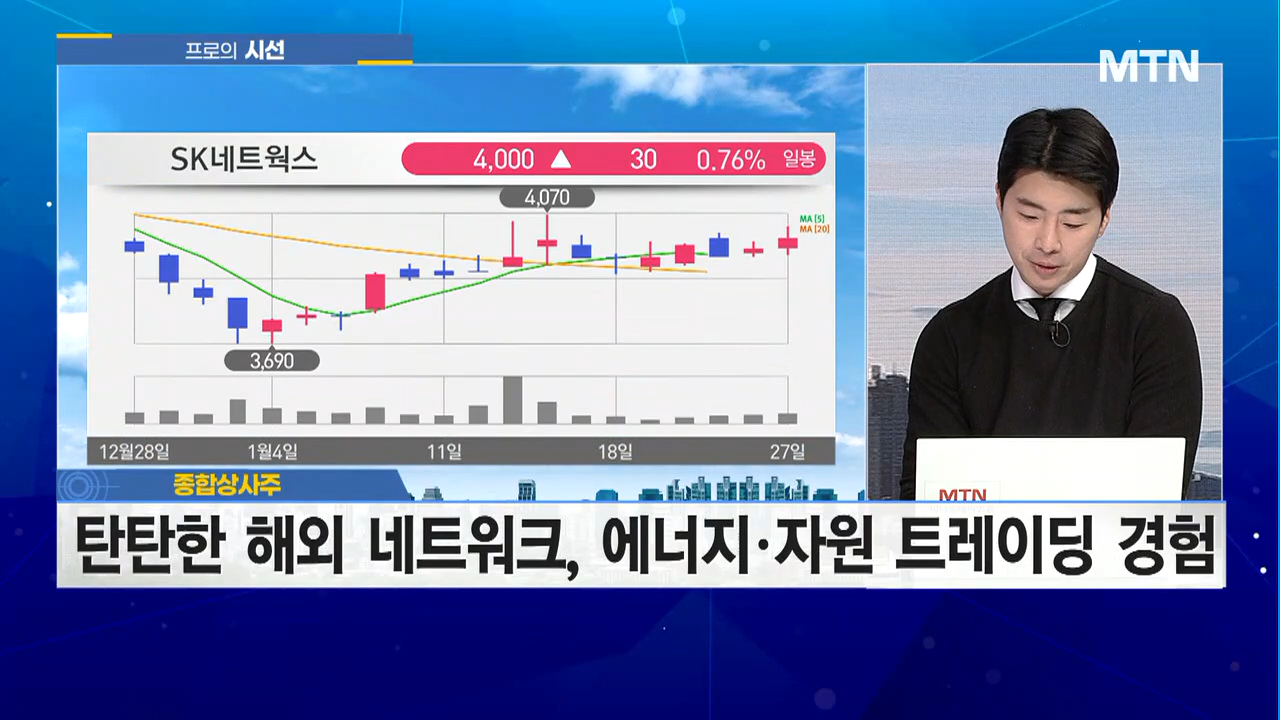 프로의 시선
MTN
SK네트웍스
4,000 ▲ 30 0.76% 일봉
4,070
MA [5]
MA [20]
3,690
12월28일 1월4일 11일 18일 27일
종합상사주
MTN
탄탄한 해외 네트워크, 에너지·자원 트레이딩 경험